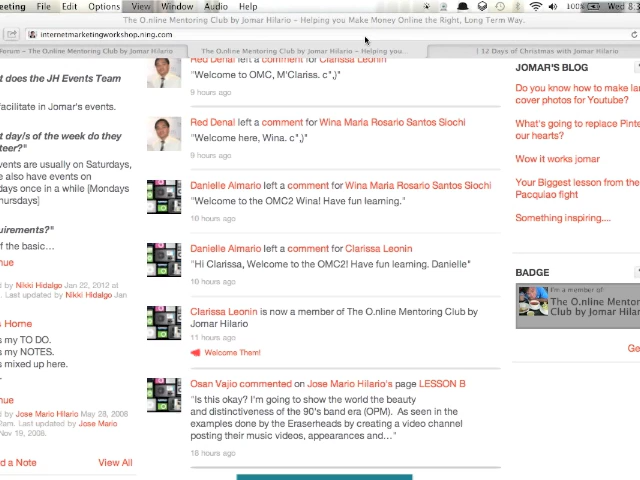 eeting File Edit Options View Window Audio Help 100% Wed 8:3
The O.nline Mentoring Club by Jomar Hilario – Helping you Make Money Online the Right, Long Term Way.
internetmarketingworkshop.ning.com
Forum – The O.nline Mentoring Club by Jomar Hilario
The O.nline Mentoring Club by Jomar Hilario – Helping you...
12 Days of Christmas with Jomar Hilario
t does the JH Events Team
facilitate in Jomar's events.
t day/s of the week do they
teer?"
vents are usually on Saturdays,
e also have events on
days once in a while [Mondays
hursdays]
uirements?"
of the basic…
nue
d by Nikki Hidalgo Jan 22, 2012 at
. Last updated by Nikki Hidalgo Jan
s Home
s my TO DO.
s my NOTES.
s mixed up here.
nue
d by Jose Mario Hilario May 28, 2008
0am. Last updated by Jose Mario
Nov 19, 2008.
d a Note View All
Red Denal left a comment for Clarissa Leonin
"Welcome to OMC, M'Clariss. c",)"
9 hours ago
Red Denal left a comment for Wina Maria Rosario Santos Siochi
"Welcome here, Wina. c",)"
9 hours ago
Danielle Almario left a comment for Wina Maria Rosario Santos Siochi
"Welcome to the OMC2 Wina! Have fun learning."
10 hours ago
Danielle Almario left a comment for Clarissa Leonin
"Hi Clarissa, Welcome to the OMC2! Have fun learning. Danielle"
10 hours ago
Clarissa Leonin is now a member of The O.nline Mentoring Club by
Jomar Hilario
11 hours ago
Welcome Them!
Osan Vajio commented on Jose Mario Hilario's page LESSON B
"Is this okay? I'm going to show the world the beauty
and distinctiveness of the 90's band era (OPM). As seen in the
examples done by the Eraserheads by creating a video channel
posting their music videos, appearances and…"
16 hours ago
JOMAR'S BLOG
Do you know how to make lar
cover photos for Youtube?
What's going to replace Pinte
our hearts?
Wow it works jomar
Your Biggest lesson from the
Pacquiao fight
Something inspiring....
BADGE
I'm a member of:
The O.nline Mentor
Club by Jomar Hilar
Ge